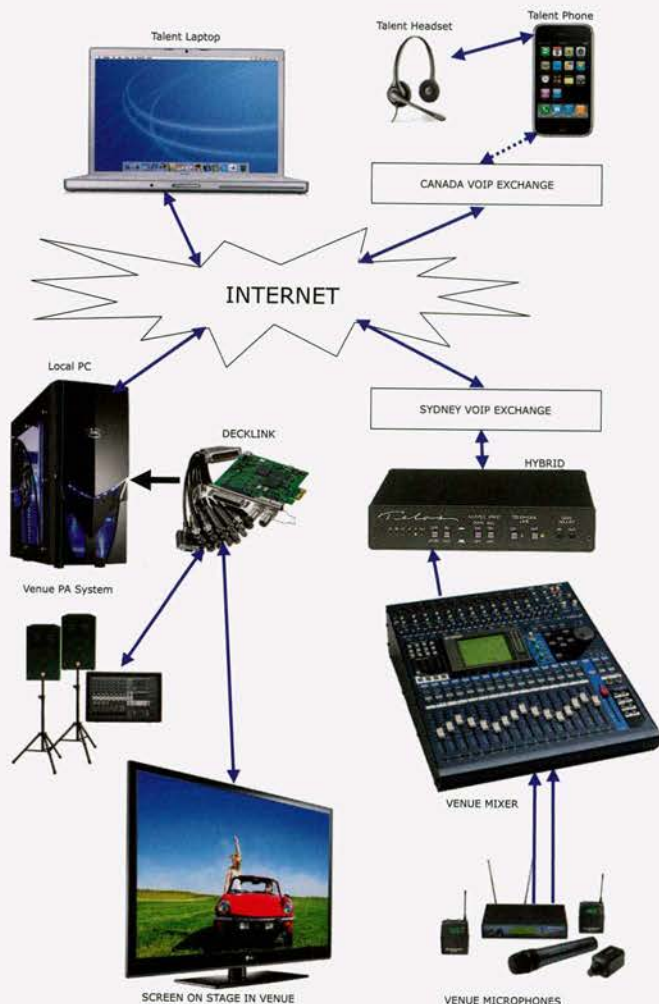 Talent Laptop
Talent Headset
Talent Phone
CANADA VOIP EXCHANGE
INTERNET
Local PC
SYDNEY VOIP EXCHANGE
DECKLINK
HYBRID
Telos
Venue PA System
VENUE MIXER
SCREEN ON STAGE IN VENUE
VENUE MICROPHONES